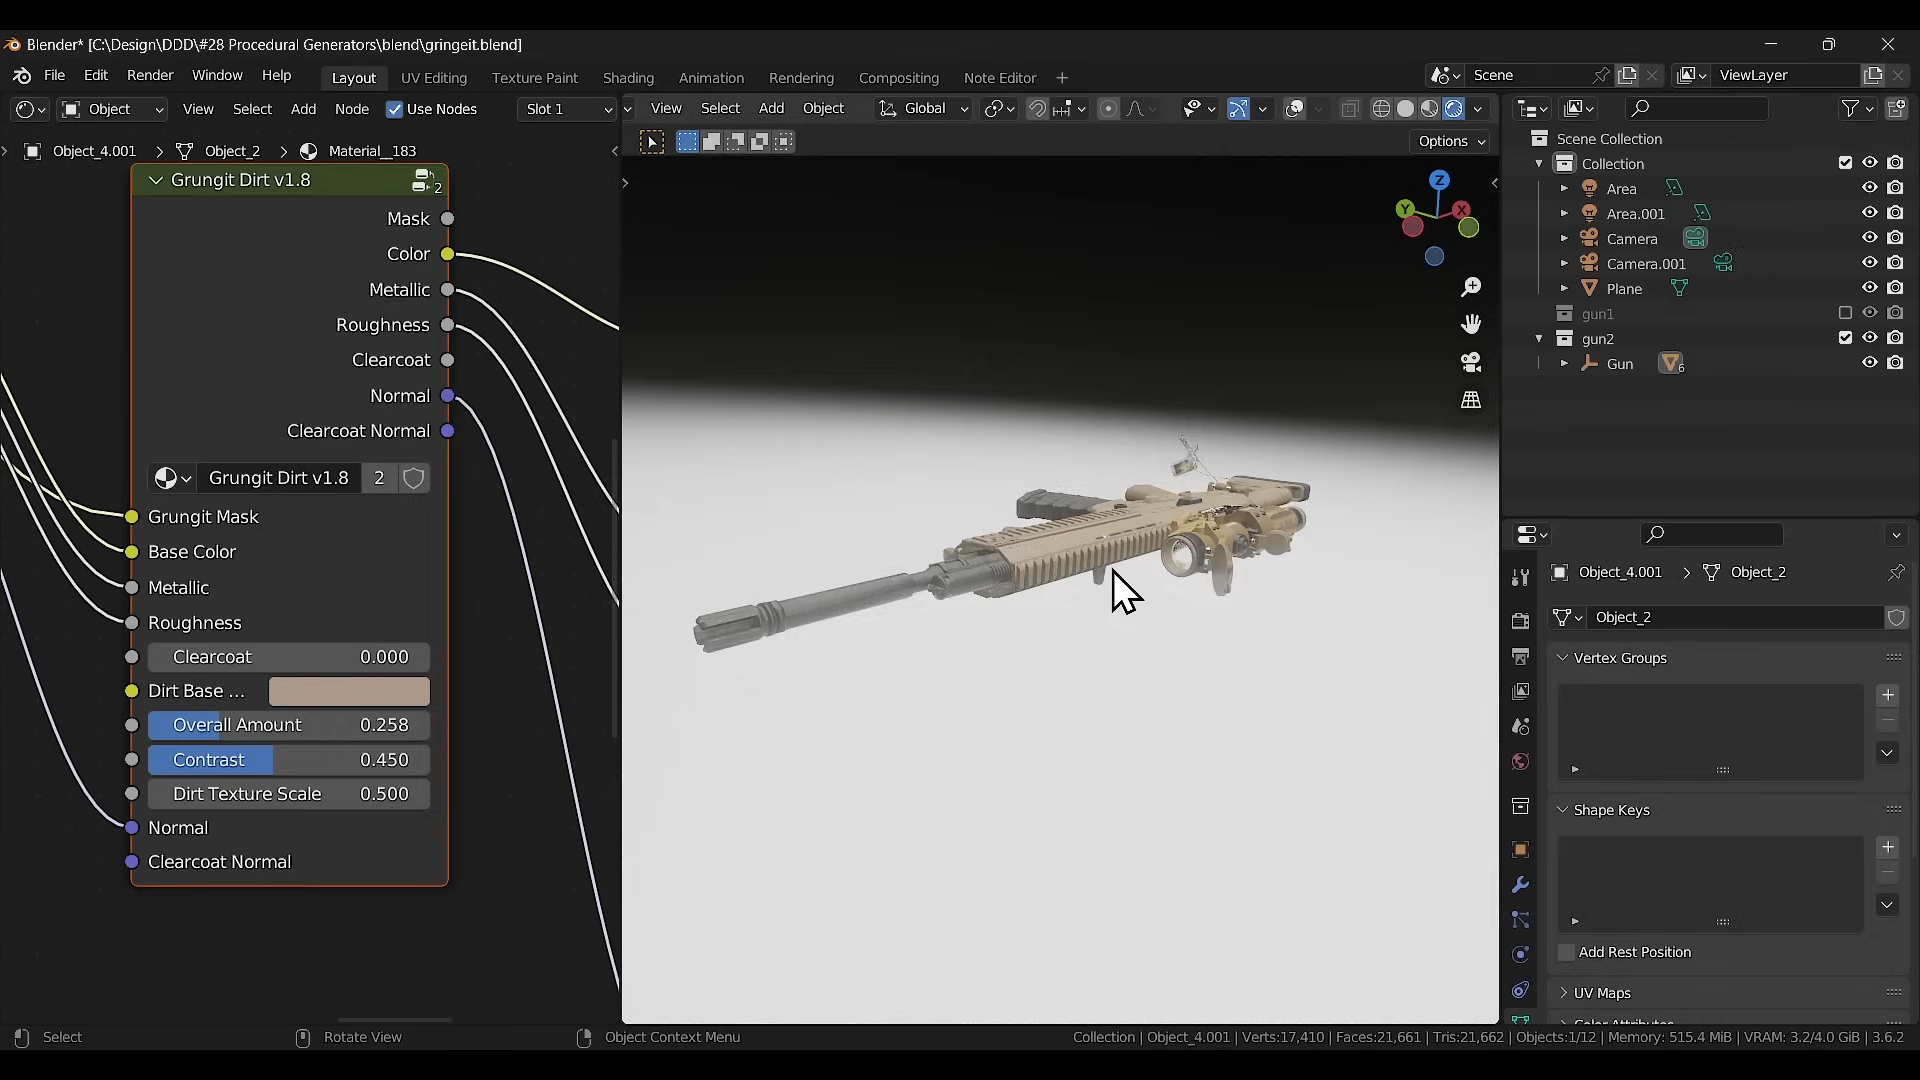 Blender* [C:\Design\DDD\#28 Procedural Generators\blend\gringeit.blend]
File Edit Render Window Help Layout UV Editing Texture Paint Shading Animation Rendering Compositing Note Editor + Scene ViewLayer
Object View Select Add Node Use Nodes Slot 1 View Select Add Object Global
Options
Object_4.001 > Object_2 > Material__183
Grungit Dirt v1.8 2
Mask
Color
Metallic
Roughness
Clearcoat
Normal
Clearcoat Normal
Grungit Dirt v1.8 2
Grungit Mask
Base Color
Metallic
Roughness
Clearcoat 0.000
Dirt Base ...
Overall Amount 0.258
Contrast 0.450
Dirt Texture Scale 0.500
Normal
Clearcoat Normal
Z
Y X
Scene Collection
Collection
Area
Area.001
Camera
Camera.001
Plane
gun1
gun2
Gun 6
Object_4.001 > Object_2
Object_2
Vertex Groups
Shape Keys
Add Rest Position
UV Maps
Color Attributes
Select Rotate View Object Context Menu Collection | Object_4.001 | Verts:17,410 | Faces:21,661 | Tris:21,662 | Objects:1/12 | Memory: 515.4 MiB | VRAM: 3.2/4.0 GiB | 3.6.2